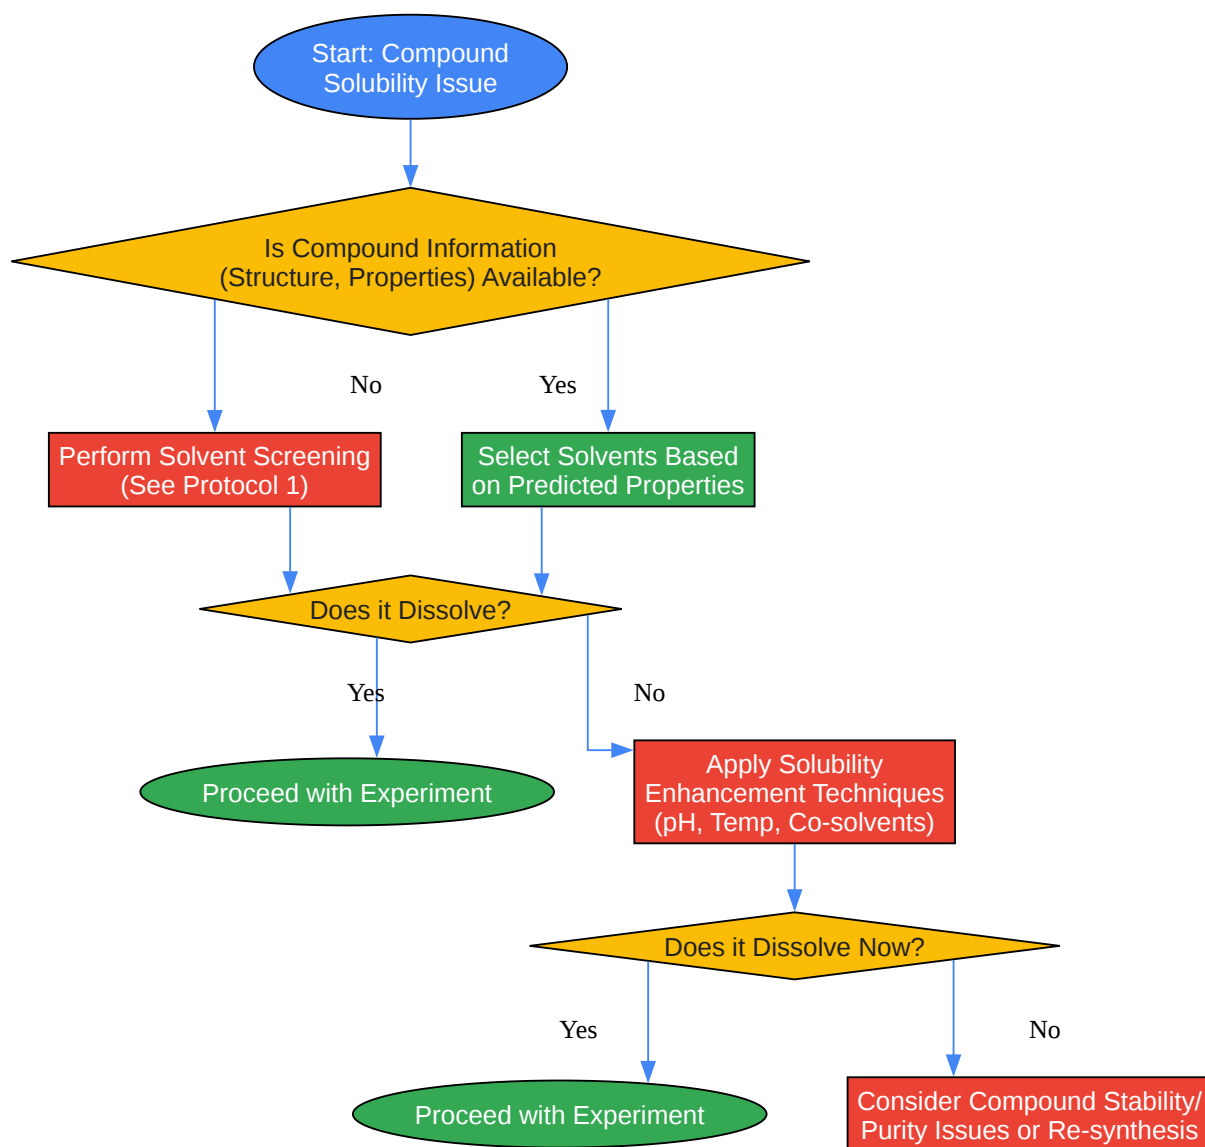 Start: Compound
Solubility Issue
Is Compound Information
(Structure, Properties) Available?
No
Yes
Perform Solvent Screening
(See Protocol 1)
Select Solvents Based
on Predicted Properties
Does it Dissolve?
Yes
No
Apply Solubility
Enhancement Techniques
(pH, Temp, Co-solvents)
Proceed with Experiment
Does it Dissolve Now?
Yes
No
Proceed with Experiment
Consider Compound Stability/
Purity Issues or Re-synthesis